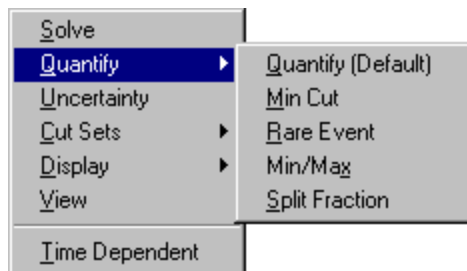 Solve
Quantify
Uncertainty
Cut Sets
Display
View
Time Dependent
Quantify (Default)
Min Cut
Rare Event
Min/Max
Split Fraction